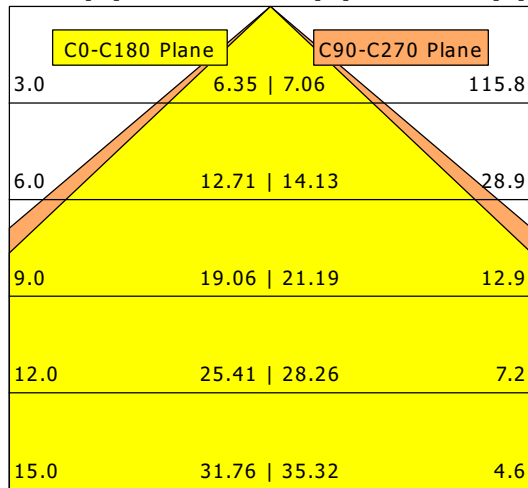 C0-C180 Plane C90-C270 Plane
3.0 6.35 | 7.06 115.8
6.0 12.71 | 14.13 28.9
9.0 19.06 | 21.19 12.9
12.0 25.41 | 28.26 7.2
15.0 31.76 | 35.32 4.6